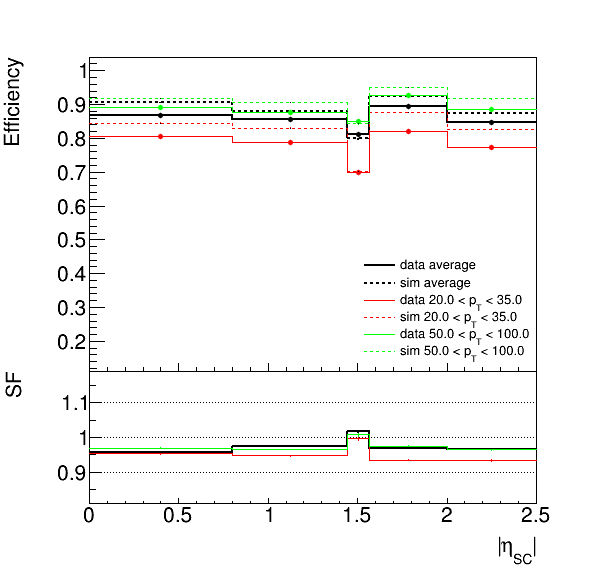 Efficiency
1
0.9
0.8
0.7
0.6
0.5
0.4
0.3
0.2
data average
sim average
data 20.0 < p_T < 35.0
sim 20.0 < p_T < 35.0
data 50.0 < p_T < 100.0
sim 50.0 < p_T < 100.0
SF
1.1
1
0.9
0 0.5 1 1.5 2 2.5
|η_SC|